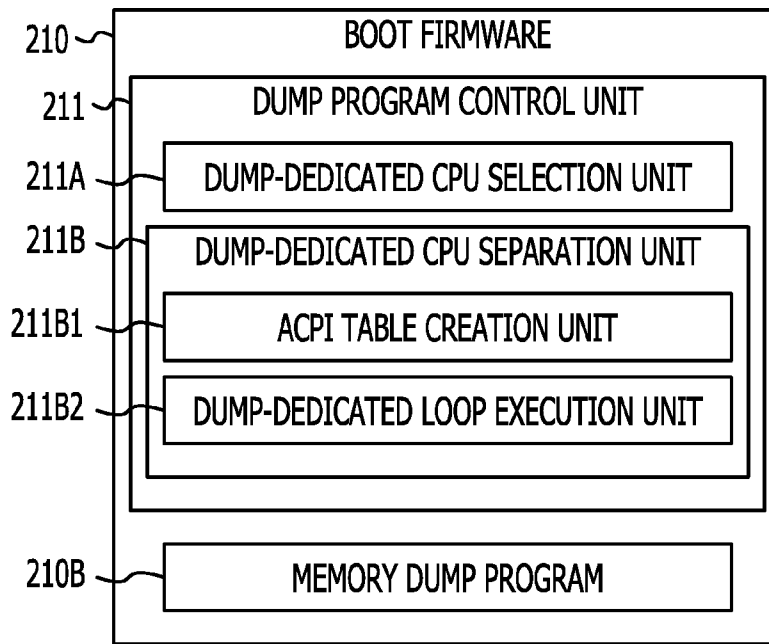 210 BOOT FIRMWARE
211 DUMP PROGRAM CONTROL UNIT
211A DUMP-DEDICATED CPU SELECTION UNIT
211B DUMP-DEDICATED CPU SEPARATION UNIT
211B1 ACPI TABLE CREATION UNIT
211B2 DUMP-DEDICATED LOOP EXECUTION UNIT
210B MEMORY DUMP PROGRAM